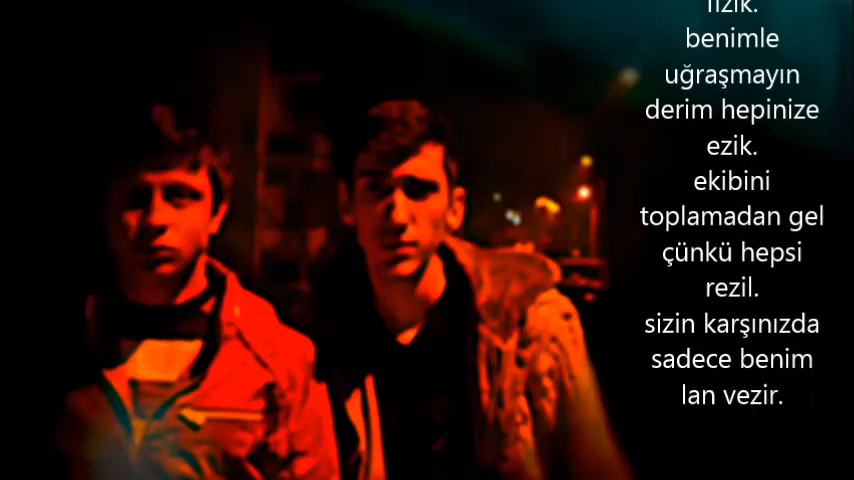 fizik.
benimle
uğraşmayın
derim hepinize
ezik.
ekibini
toplamadan gel
çünkü hepsi
rezil.
sizin karşınızda
sadece benim
lan vezir.